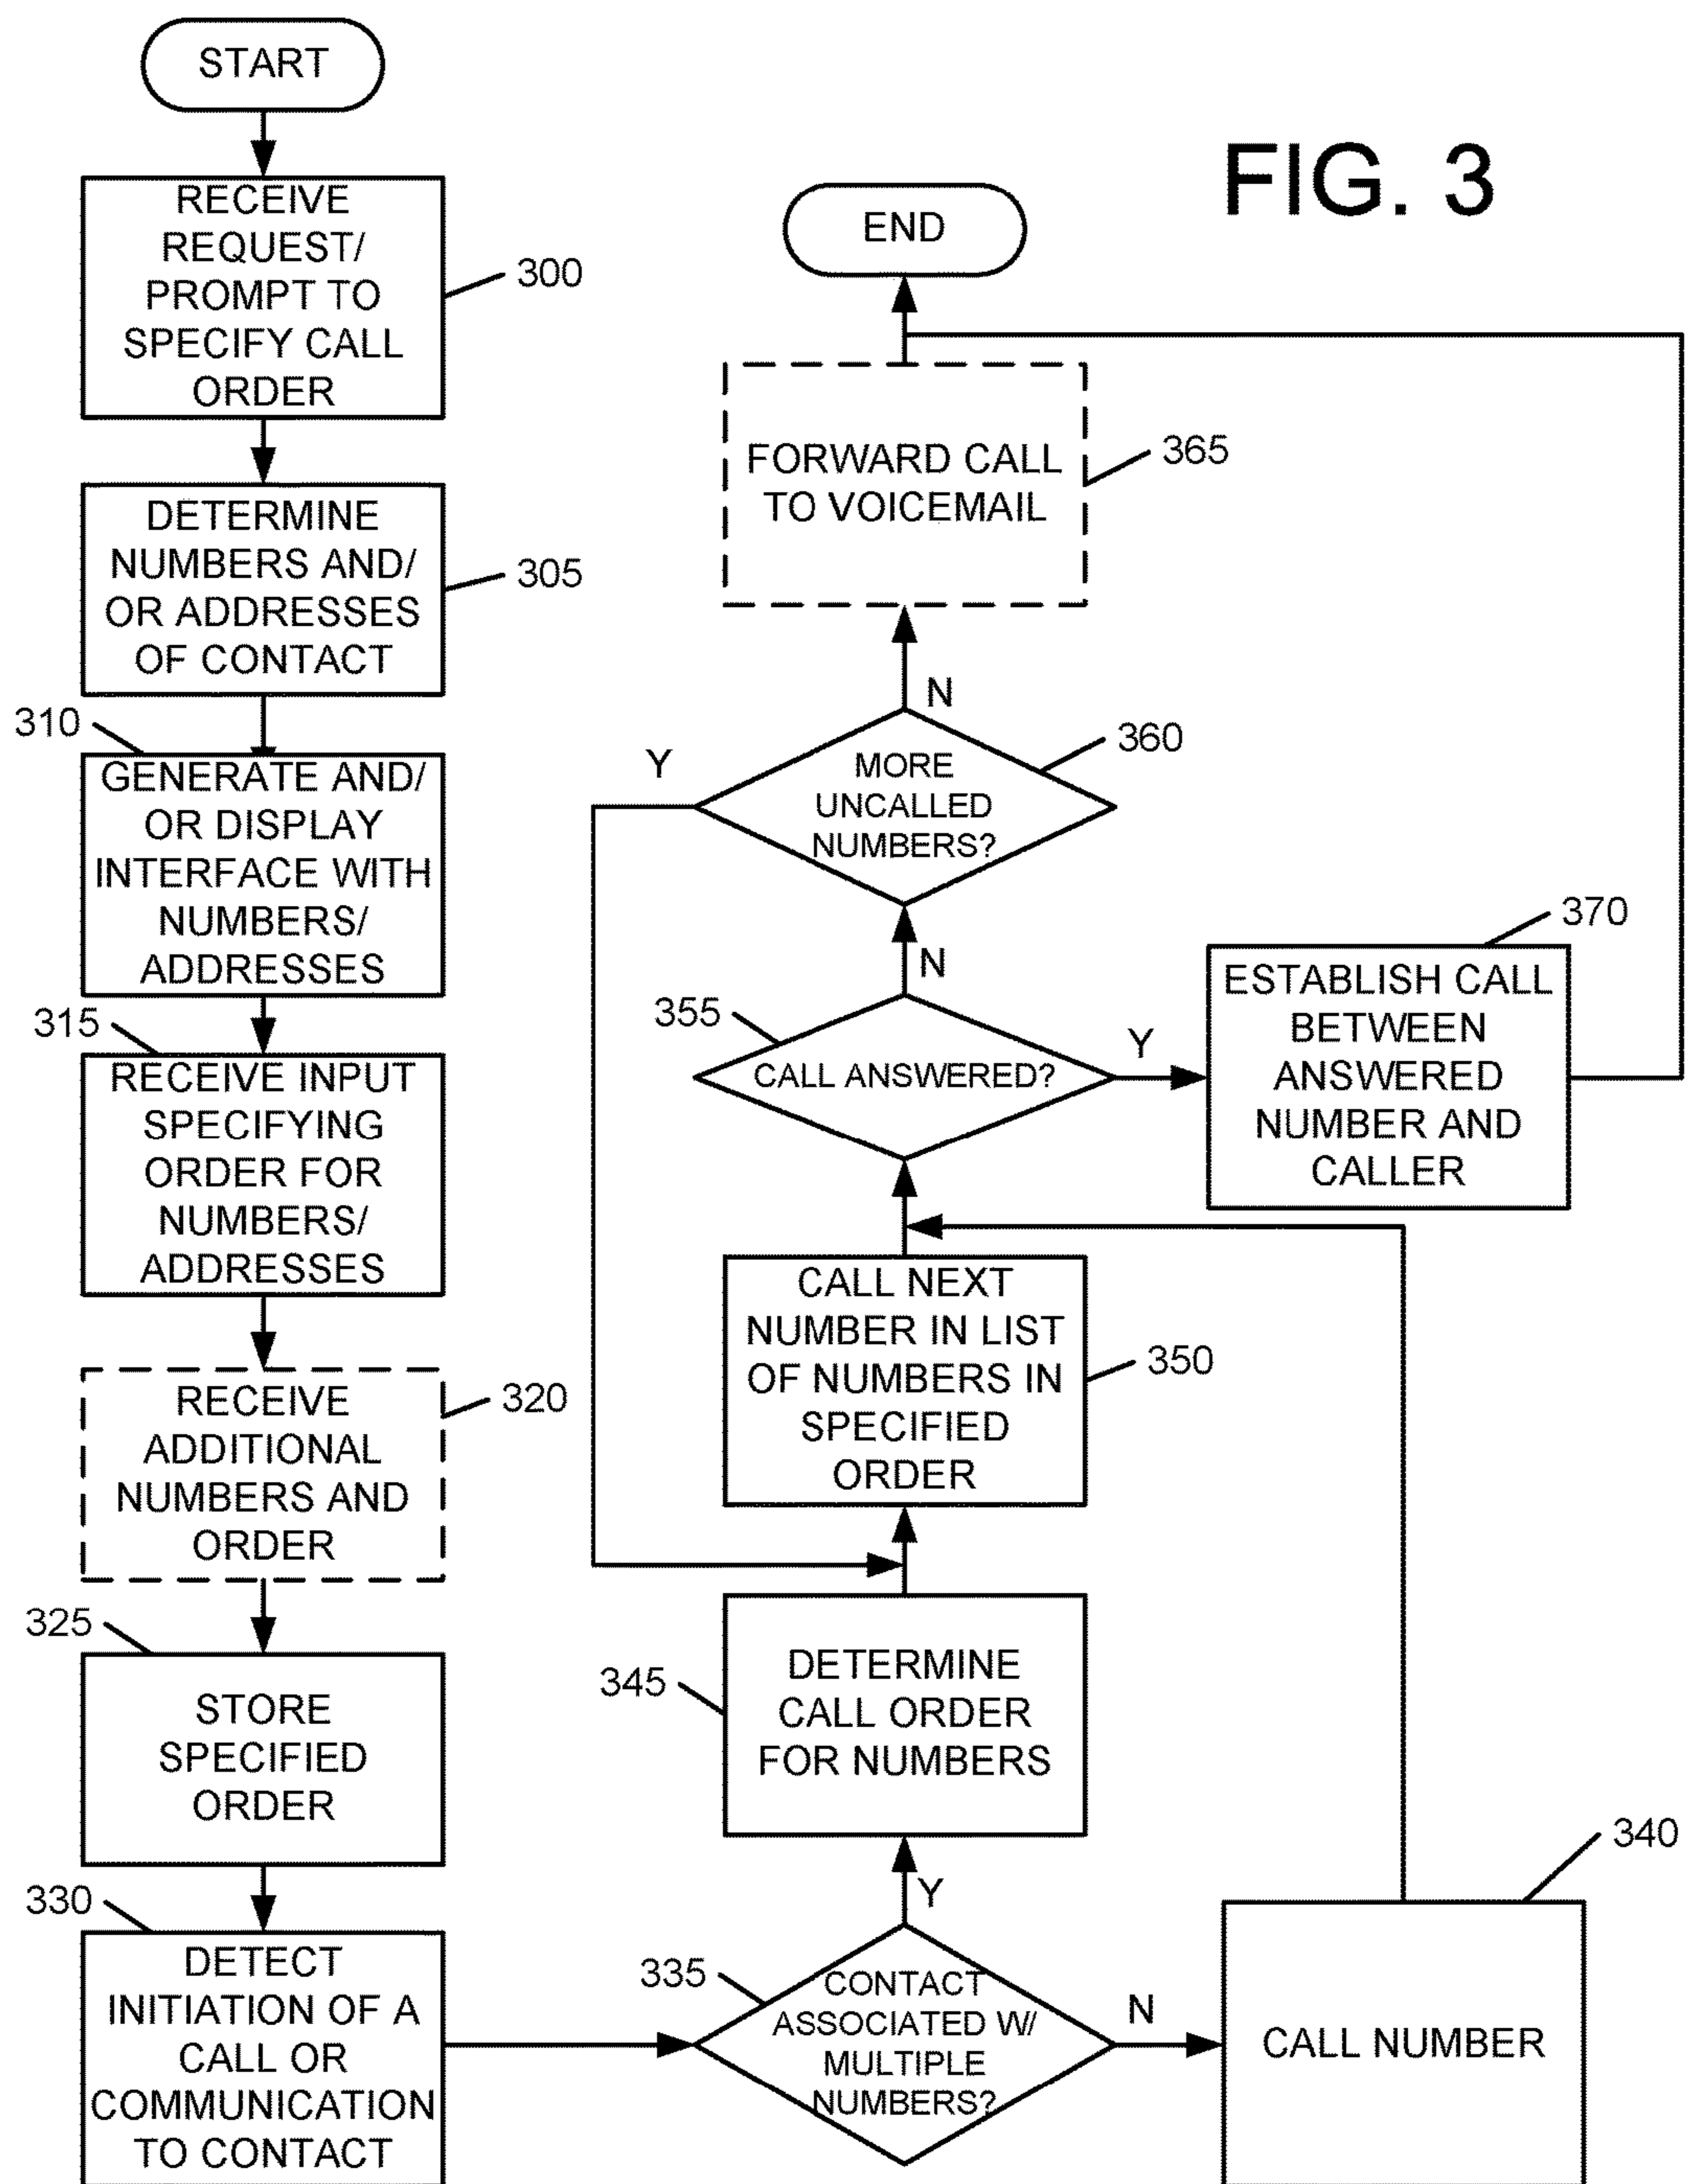 START
FIG. 3
RECEIVE
REQUEST/
PROMPT TO
SPECIFY CALL
ORDER
300
DETERMINE
NUMBERS AND/
OR ADDRESSES
OF CONTACT
305
310
GENERATE AND/
OR DISPLAY
INTERFACE WITH
NUMBERS/
ADDRESSES
315
RECEIVE INPUT
SPECIFYING
ORDER FOR
NUMBERS/
ADDRESSES
RECEIVE
ADDITIONAL
NUMBERS AND
ORDER
320
325
STORE
SPECIFIED
ORDER
330
DETECT
INITIATION OF A
CALL OR
COMMUNICATION
TO CONTACT
END
FORWARD CALL
TO VOICEMAIL
365
N
Y
MORE
UNCALLED
NUMBERS?
360
N
355
CALL ANSWERED?
Y
370
ESTABLISH CALL
BETWEEN
ANSWERED
NUMBER AND
CALLER
CALL NEXT
NUMBER IN LIST
OF NUMBERS IN
SPECIFIED
ORDER
350
345
DETERMINE
CALL ORDER
FOR NUMBERS
Y
335
CONTACT
ASSOCIATED W/
MULTIPLE
NUMBERS?
N
340
CALL NUMBER